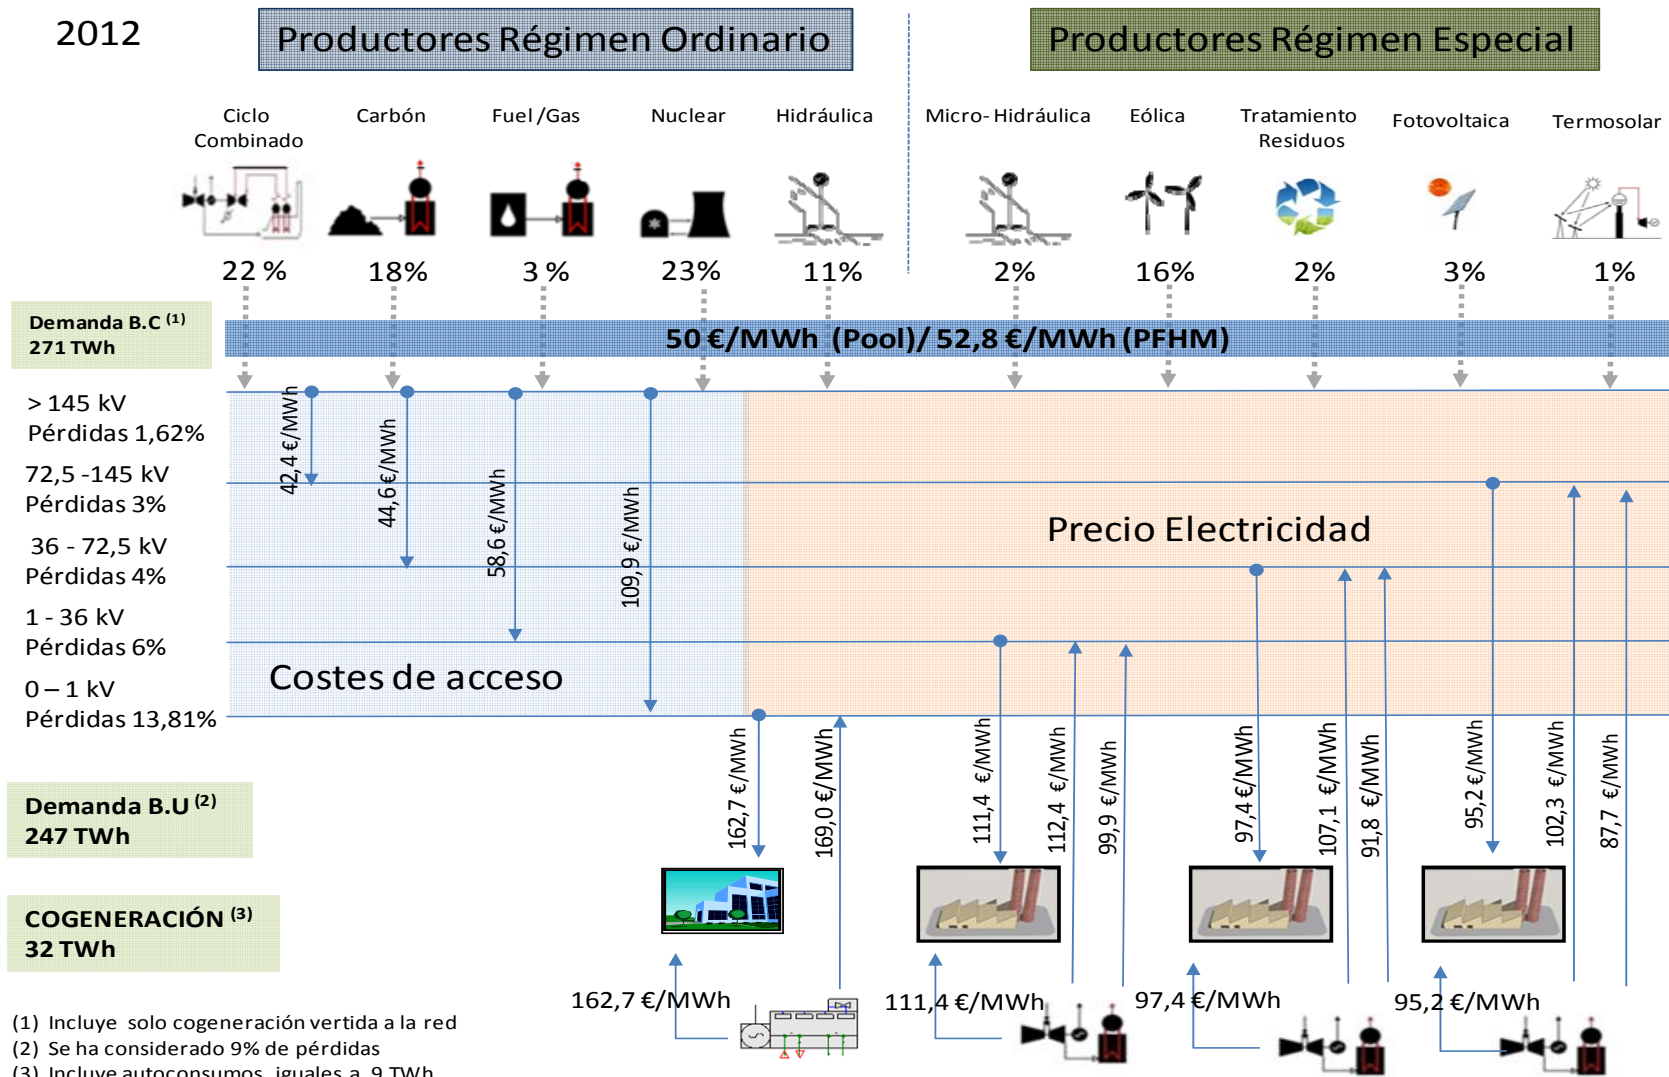 2012
Productores Régimen Ordinario
Productores Régimen Especial
Ciclo
Combinado
Carbón
Fuel /Gas
Nuclear
Hidráulica
Micro- Hidráulica
Eólica
Tratamiento
Residuos
Fotovoltaica
Termosolar
22 %
18%
3 %
23%
11%
2%
16%
2%
3%
1%
Demanda B.C (1)
271 TWh
50 €/MWh (Pool)/ 52,8 €/MWh (PFHM)
> 145 kV
Pérdidas 1,62%
72,5 -145 kV
Pérdidas 3%
36 - 72,5 kV
Pérdidas 4%
1 - 36 kV
Pérdidas 6%
0 – 1 kV
Pérdidas 13,81%
42,4 €/MWh
44,6 €/MWh
58,6 €/MWh
109,9 €/MWh
Precio Electricidad
Costes de acceso
162,7 €/MWh
169,0 €/MWh
111,4 €/MWh
112,4 €/MWh
99,9 €/MWh
97,4 €/MWh
107,1 €/MWh
91,8 €/MWh
95,2 €/MWh
102,3 €/MWh
87,7 €/MWh
Demanda B.U (2)
247 TWh
COGENERACIÓN (3)
32 TWh
162,7 €/MWh
111,4 €/MWh
97,4 €/MWh
95,2 €/MWh
(1) Incluye solo cogeneración vertida a la red
(2) Se ha considerado 9% de pérdidas
(3) Incluye autoconsumos iguales a 9 TWh